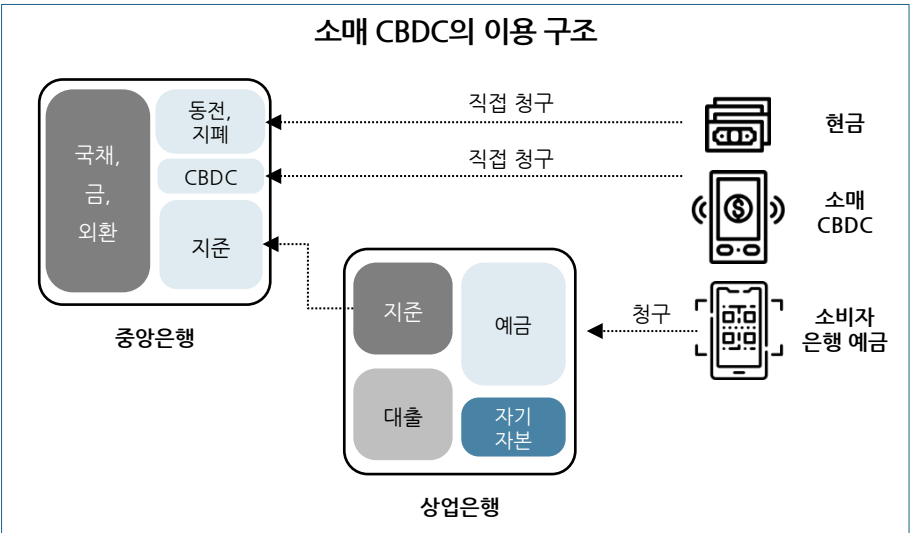 소매 CBDC의 이용 구조
국채,
금,
외환
동전,
지폐
CBDC
지준
중앙은행
직접 청구
현금
직접 청구
소매
CBDC
지준
예금
대출
자기
자본
상업은행
청구
소비자
은행 예금